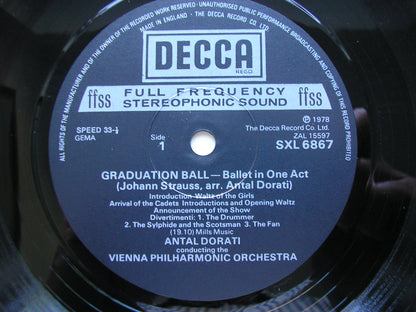 ALL RIGHTS OF THE MANUFACTURER AND OF THE OWNER OF THE RECORDED WORK RESERVED · UNAUTHORISED PUBLIC PERFORMANCE BROADCASTING AND COPYING OF THIS RECORD PROHIBITED
MADE IN ENGLAND · THE DECCA RECORD CO LTD
DECCA
REGD.
ffss FULL FREQUENCY ffss
STEREOPHONIC SOUND
SPEED 33-⅓
GEMA
Side
1
℗ 1978
The Decca Record Co. Ltd.
ZAL 15597
SXL 6867
GRADUATION BALL — Ballet in One Act
(Johann Strauss, arr. Antal Dorati)
Introduction: Waltz of the Girls
Arrival of the Cadets Introductions and Opening Waltz
Announcement of the Show
Divertimenti: 1. The Drummer
2. The Sylphide and the Scotsman 3. The Fan
(19.10) Mills Music
ANTAL DORATI
conducting the
VIENNA PHILHARMONIC ORCHESTRA